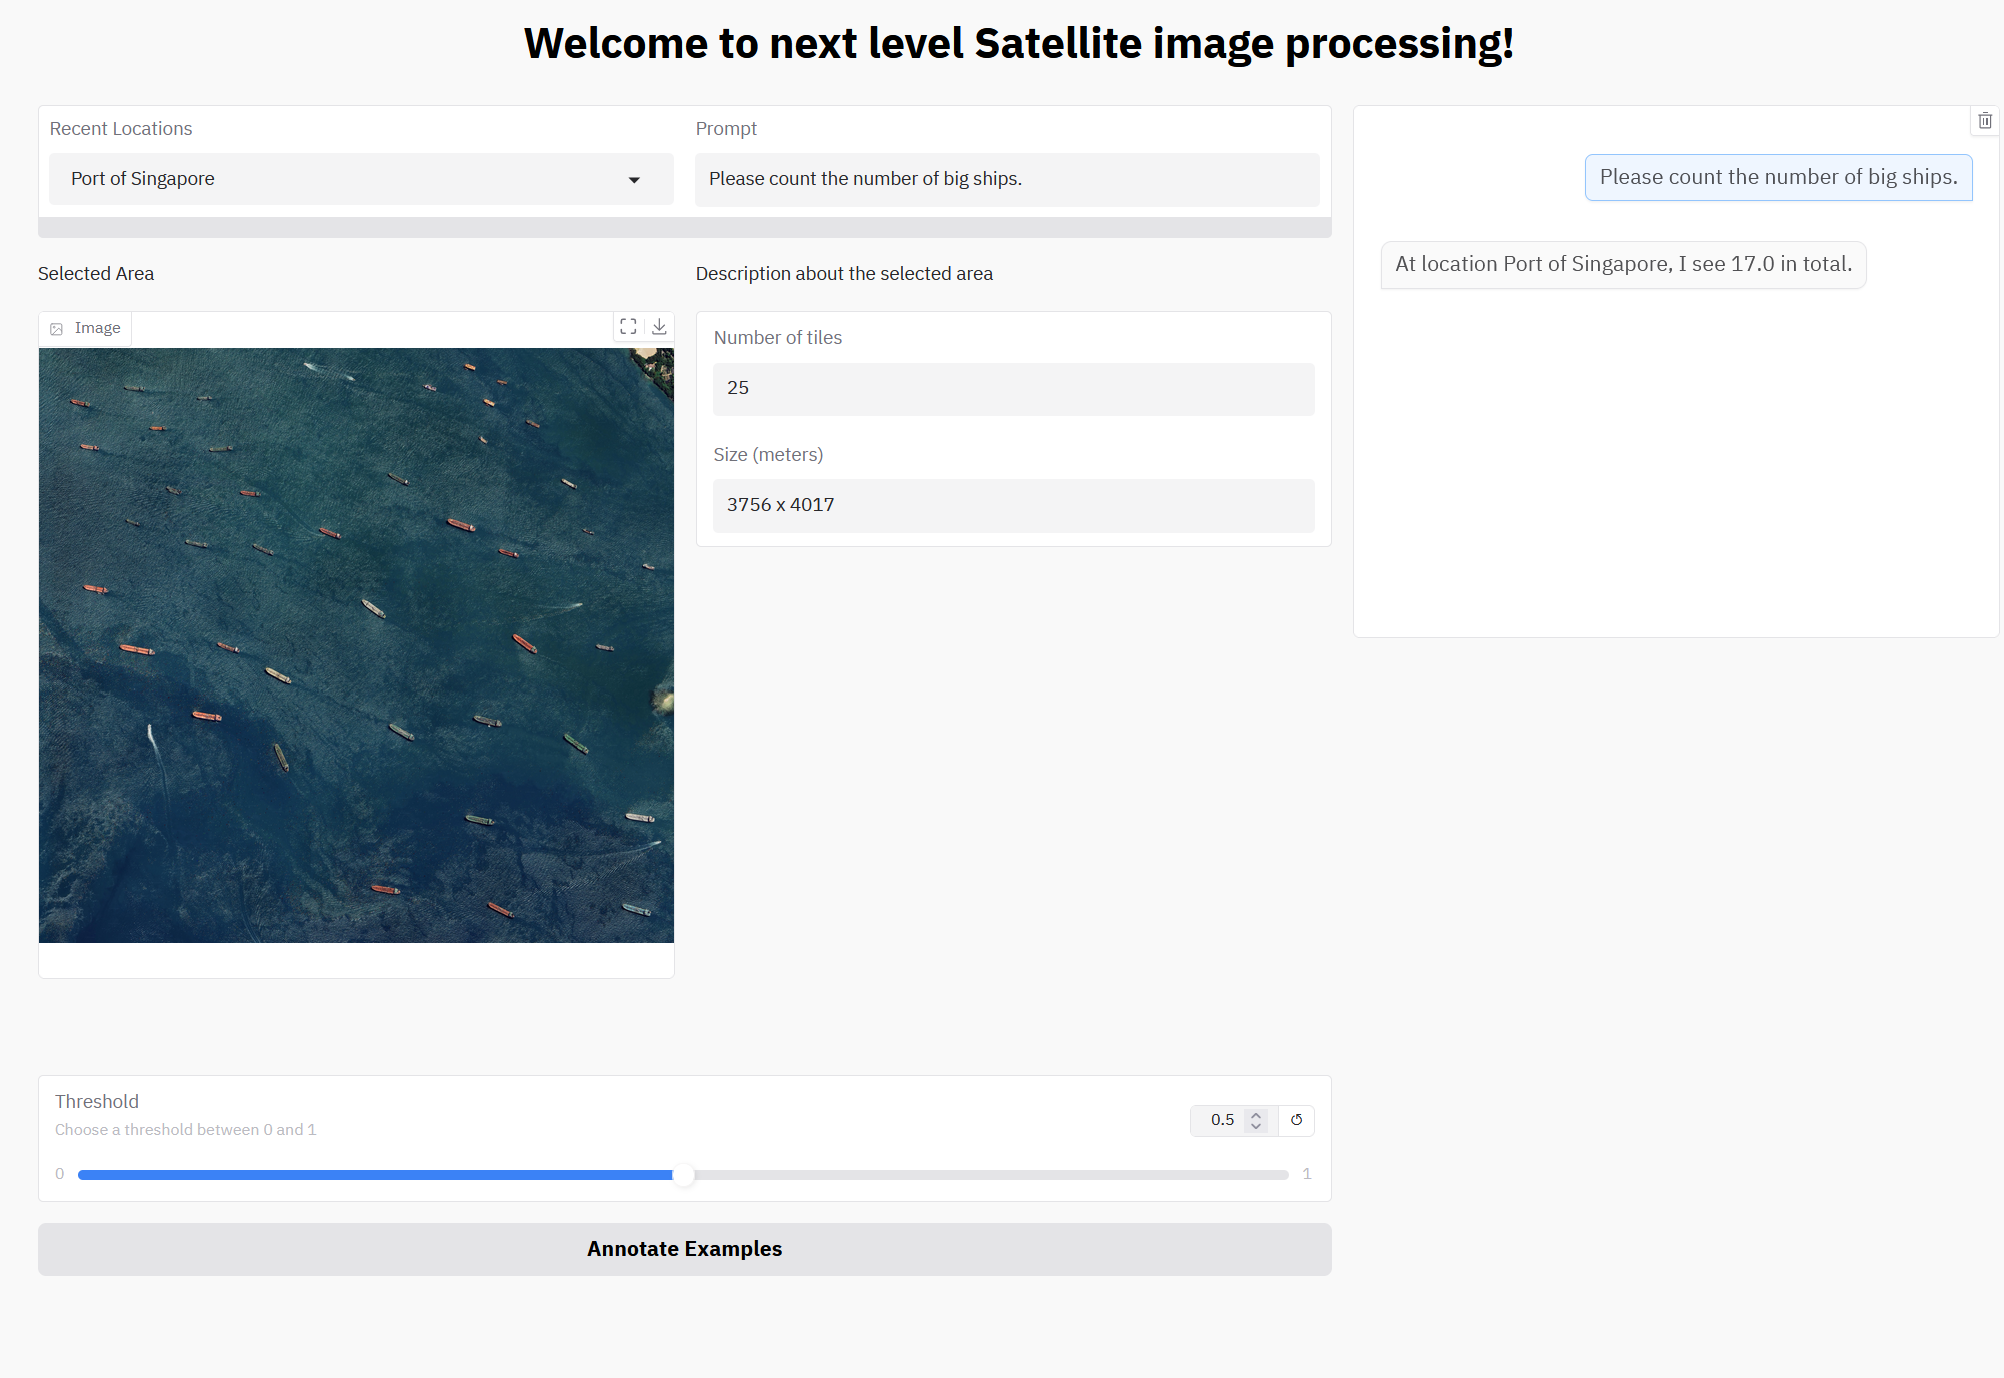 Welcome to next level Satellite image processing!
Recent Locations
Port of Singapore
Prompt
Please count the number of big ships.
Selected Area
Image
Description about the selected area
Number of tiles
25
Size (meters)
3756 x 4017
Please count the number of big ships.
At location Port of Singapore, I see 17.0 in total.
Threshold
Choose a threshold between 0 and 1
0.5
0
1
Annotate Examples